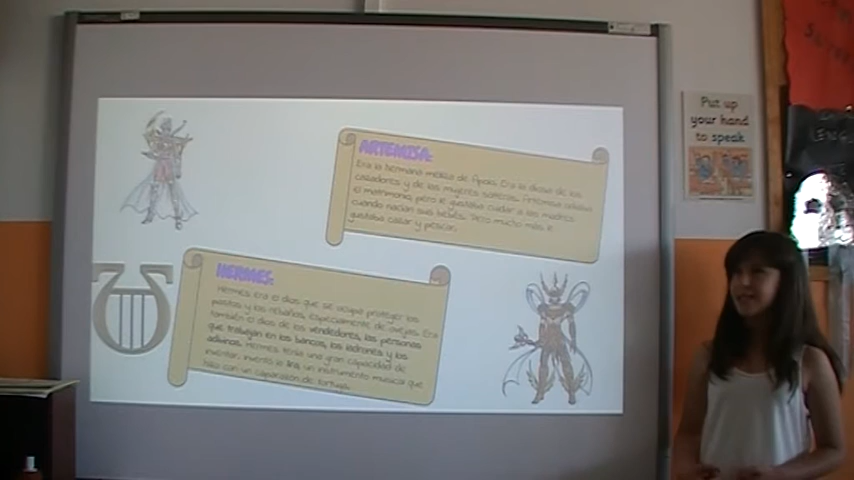 ARTEMISA:
Era la hermana meliza de Apolo. Era la diosa de los
cazadores y de las mujeres solteras. Artemisa odiaba
el matrimonio, pero le gustaba cuidar a las madres
cuando nacían sus bebés. Pero mucho más le
gustaba cazar y pescar.
HERMES:
Hermes era el dios que se ocupa proteger los
pastos y los rebaños, especialmente de ovejas. Era
también el dios de los vendedores, las personas
que trabajan en los bancos, los ladrones y los
adivinos. Hermes tenía una gran capacidad de
inventar. Inventó la lira, un instrumento musical que
hizo con un caparazón de tortuga.
Put up
your hand
to speak
LENG